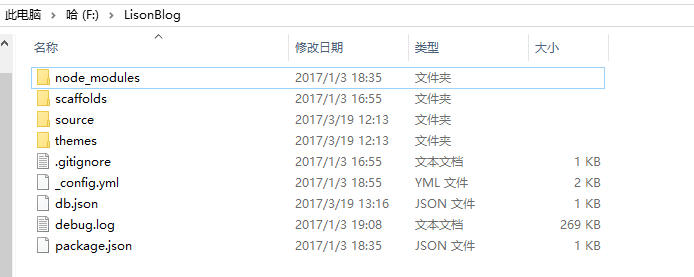 此电脑 > 哈 (F:) > LisonBlog
名称 修改日期 类型 大小
node_modules 2017/1/3 18:35 文件夹
scaffolds 2017/1/3 16:55 文件夹
source 2017/3/19 12:13 文件夹
themes 2017/3/19 12:13 文件夹
.gitignore 2017/1/3 16:55 文本文档 1 KB
_config.yml 2017/1/3 18:55 YML 文件 2 KB
db.json 2017/3/19 13:16 JSON 文件 1 KB
debug.log 2017/1/3 19:08 文本文档 269 KB
package.json 2017/1/3 18:35 JSON 文件 1 KB